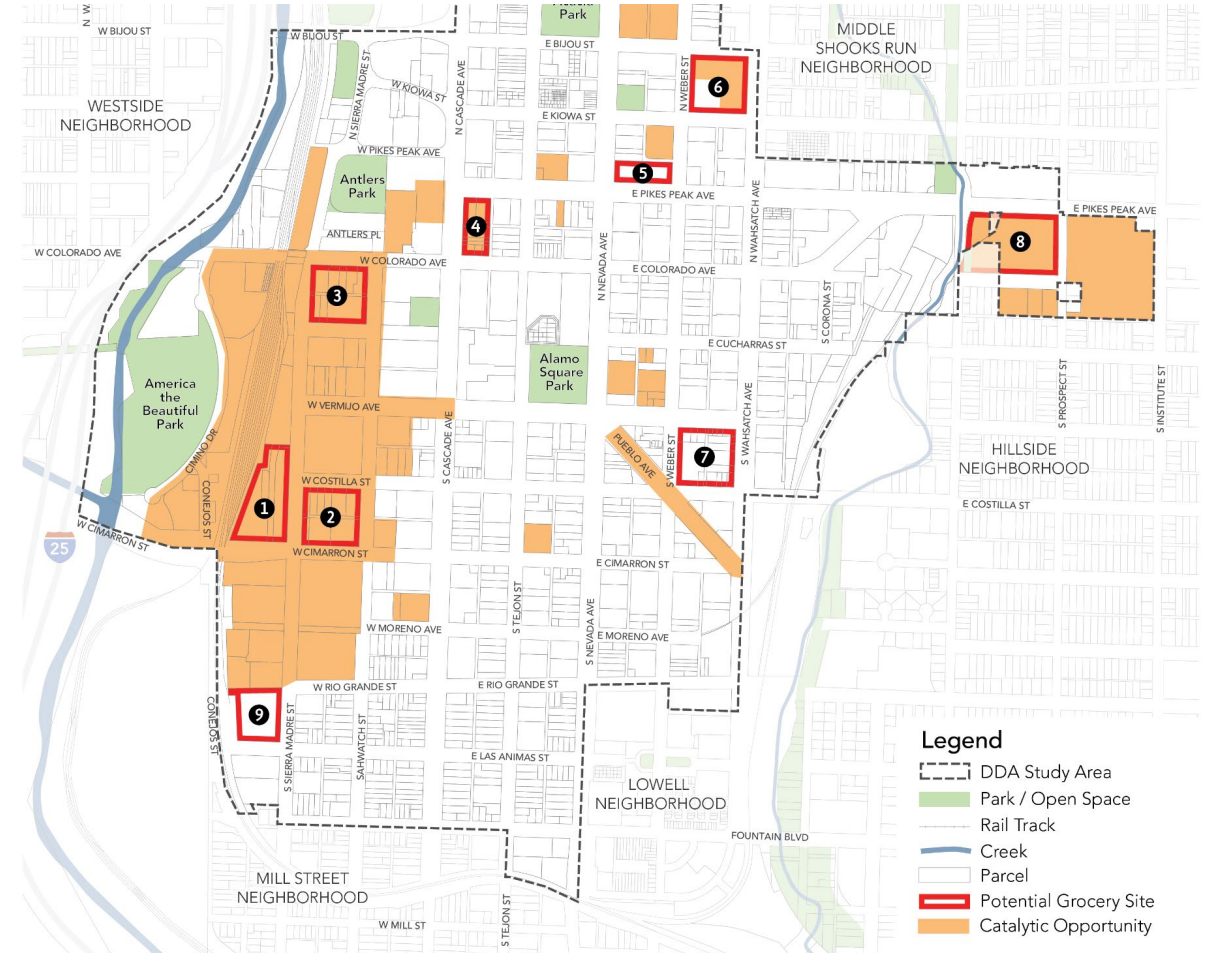 Park
N W
W BIJOU ST
W BIJOU ST
E BIJOU ST
MIDDLE
SHOOKS RUN
NEIGHBORHOOD
WESTSIDE
NEIGHBORHOOD
N SIERRA MADRE ST
W KIOWA ST
N CASCADE AVE
N WEBER ST
6
E KIOWA ST
W PIKES PEAK AVE
5
Antlers
Park
E PIKES PEAK AVE
N WAHSATCH AVE
E PIKES PEAK AVE
4
ANTLERS PL
8
W COLORADO AVE
W COLORADO AVE
N NEVADA AVE
E COLORADO AVE
3
S CORONA ST
E CUCHARRAS ST
Alamo
Square
Park
America
the
Beautiful
Park
S PROSPECT ST
S INSTITUTE ST
W VERMIJO AVE
S CASCADE AVE
S WAHSATCH AVE
CIMINO DR
PUEBLO AVE
S WEBER ST
7
HILLSIDE
NEIGHBORHOOD
CONEJOS ST
W COSTILLA ST
E COSTILLA ST
1
2
W CIMARRON ST
25
W CIMARRON ST
E CIMARRON ST
S TEJON ST
S NEVADA AVE
W MORENO AVE
E MORENO AVE
W RIO GRANDE ST
E RIO GRANDE ST
9
CONEJOS ST
S SIERRA MADRE ST
SAHWATCH ST
E LAS ANIMAS ST
LOWELL
NEIGHBORHOOD
FOUNTAIN BLVD
MILL STREET
NEIGHBORHOOD
W MILL ST
S TEJON ST
Legend
DDA Study Area
Park / Open Space
Rail Track
Creek
Parcel
Potential Grocery Site
Catalytic Opportunity